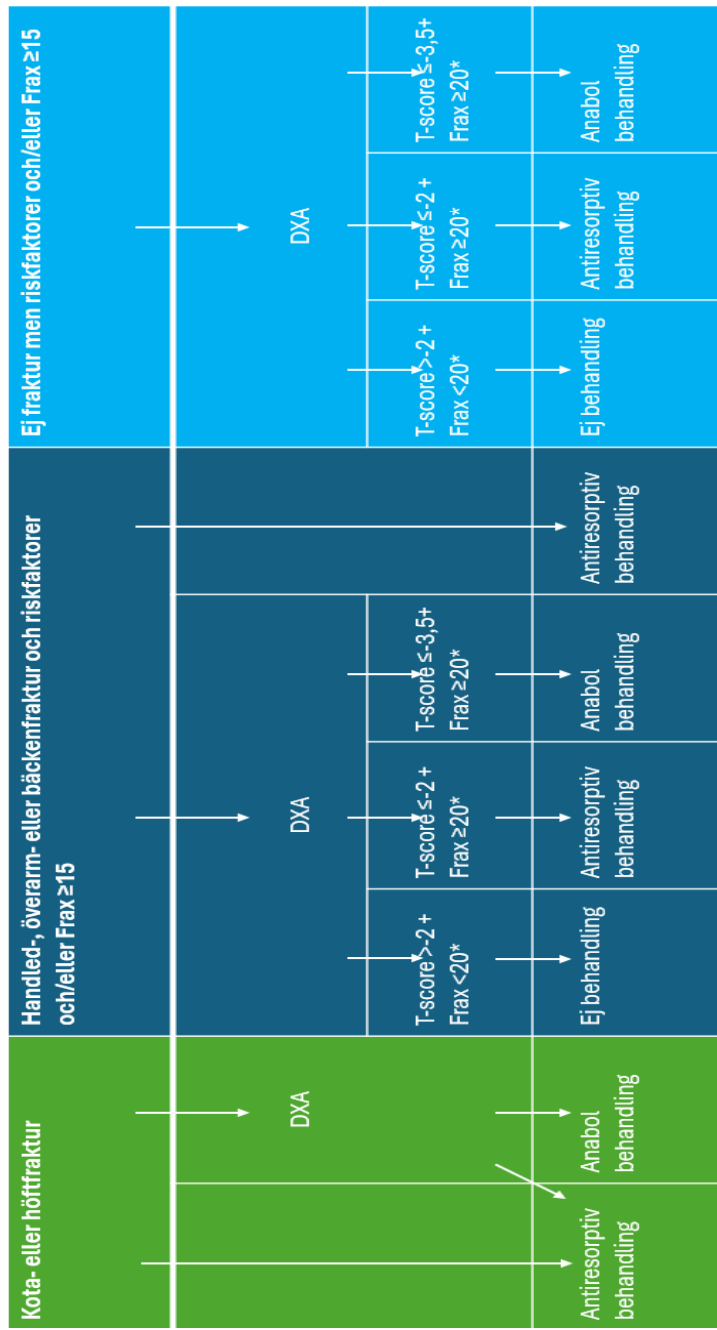 Kota- eller höftfraktur
DXA
Antiresorptiv
behandling
Anabol
behandling
Handled-, överarm- eller bäckenfraktur och riskfaktorer
och/eller Frax ≥15
DXA
T-score >-2 +
Frax <20*
T-score ≤-2 +
Frax ≥20*
T-score ≤-3,5+
Frax ≥20*
Ej behandling
Antiresorptiv
behandling
Anabol
behandling
Antiresorptiv
behandling
Ej fraktur men riskfaktorer och/eller Frax ≥15
DXA
T-score >-2 +
Frax <20*
T-score ≤-2 +
Frax ≥20*
T-score ≤-3,5+
Frax ≥20*
Ej behandling
Antiresorptiv
behandling
Anabol
behandling